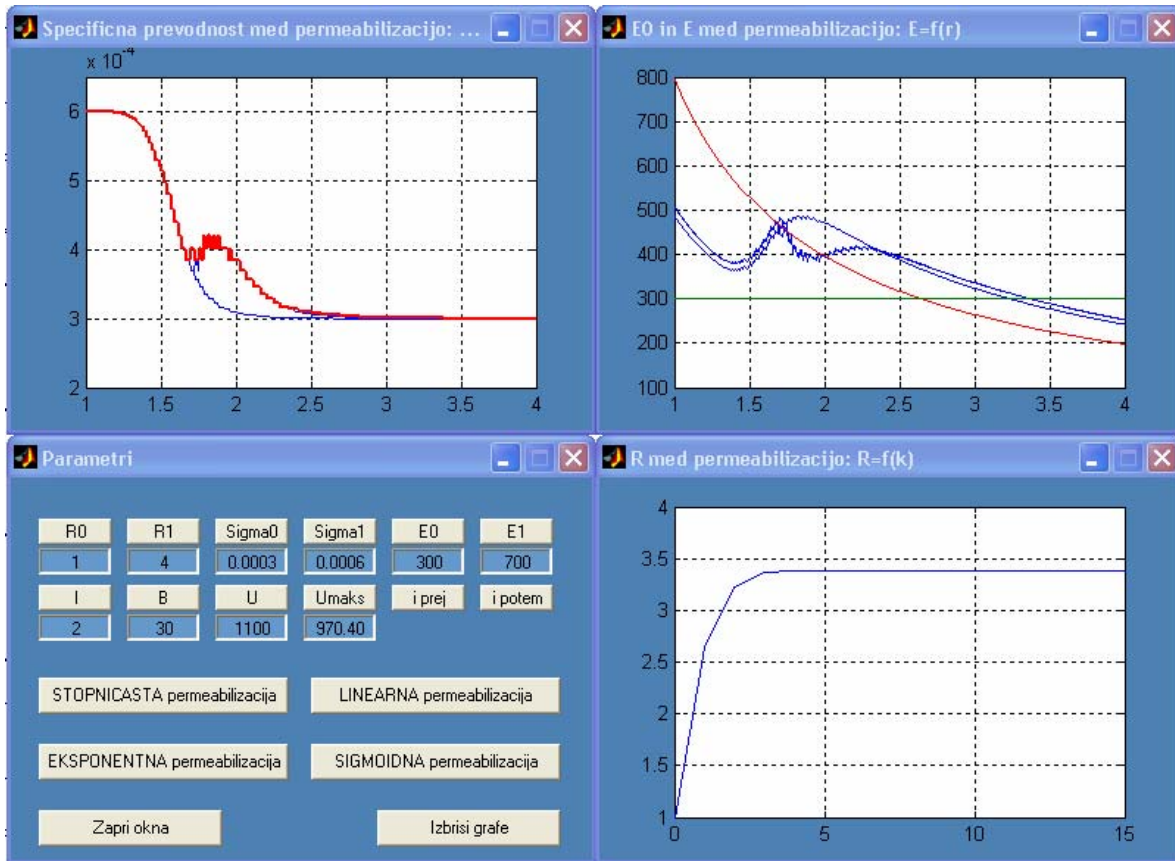 Specificna prevodnost med permeabilizacijo: ...
x 10⁻⁴
6
5
4
3
2
1 1.5 2 2.5 3 3.5 4
E0 in E med permeabilizacijo: E=f(r)
800
700
600
500
400
300
200
100
1 1.5 2 2.5 3 3.5 4
Parametri
R0 R1 Sigma0 Sigma1 E0 E1
1 4 0.0003 0.0006 300 700
I B U Umaks i prej i potem
2 30 1100 970.40
STOPNICASTA permeabilizacija LINEARNA permeabilizacija
EKSPONENTNA permeabilizacija SIGMOIDNA permeabilizacija
Zapri okna Izbrisi grafe
R med permeabilizacijo: R=f(k)
4
3.5
3
2.5
2
1.5
1
0 5 10 15